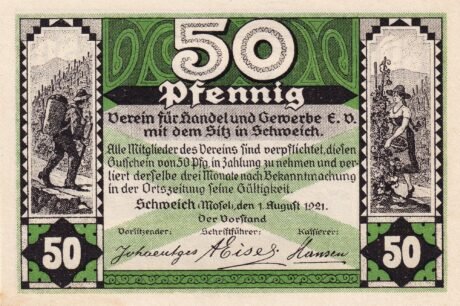 50
Pfennig
Verein für Handel und Gewerbe E. V.
mit dem Sitz in Schweich.
Alle Mitglieder des Vereins sind verpflichtet, diesen
Gutschein von 50 Pfg. in Zahlung zu nehmen und ver-
liert derselbe drei Monate nach Bekanntmachung
in der Ortszeitung seine Gültigkeit.
Schweich (Mosel), den 1. August 1921.
Der Vorstand
Vorsitzender: Schriftführer: Kassierer:
A Eises Hansen
50 50